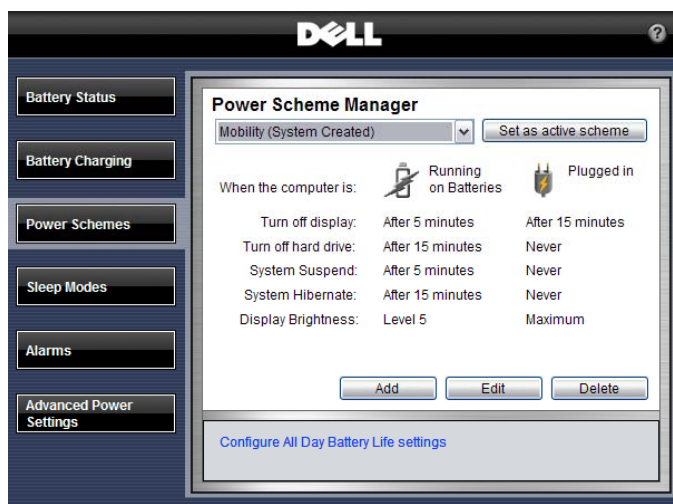 DELL
?
Battery Status
Battery Charging
Power Schemes
Sleep Modes
Alarms
Advanced Power
Settings
Power Scheme Manager
Mobility (System Created)
Set as active scheme
When the computer is:
Running
on Batteries
Plugged in
Turn off display: After 5 minutes After 15 minutes
Turn off hard drive: After 15 minutes Never
System Suspend: After 5 minutes Never
System Hibernate: After 15 minutes Never
Display Brightness: Level 5 Maximum
Add Edit Delete
Configure All Day Battery Life settings